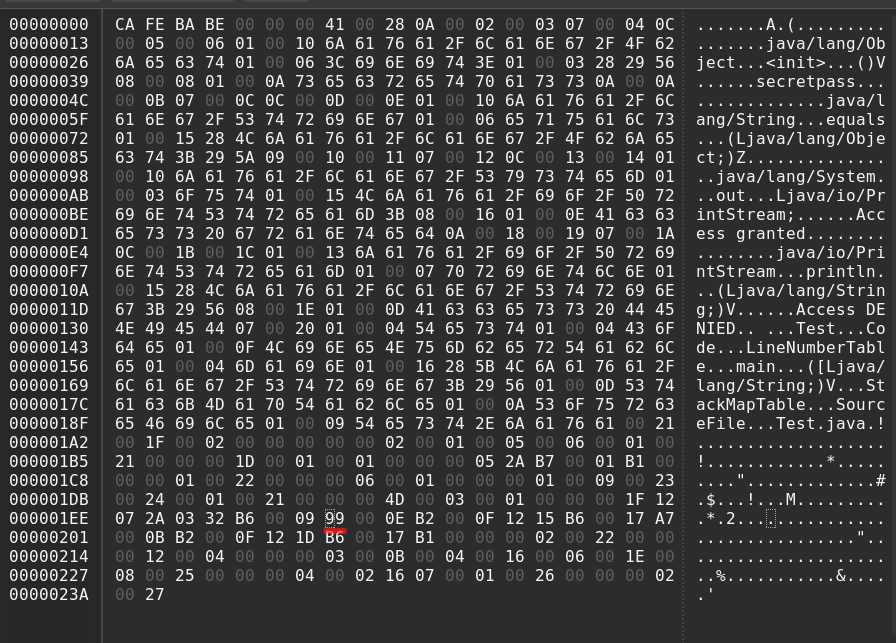 00000000 CA FE BA BE 00 00 00 41 00 28 0A 00 02 00 03 07 00 04 0C .......A.(.........
00000013 00 05 00 06 01 00 10 6A 61 76 61 2F 6C 61 6E 67 2F 4F 62 .......java/lang/Ob
00000026 6A 65 63 74 01 00 06 3C 69 6E 69 74 3E 01 00 03 28 29 56 ject...<init>...()V
00000039 08 00 08 01 00 0A 73 65 63 72 65 74 70 61 73 73 0A 00 0A ......secretpass...
0000004C 00 0B 07 00 0C 0C 00 0D 00 0E 01 00 10 6A 61 76 61 2F 6C .............java/l
0000005F 61 6E 67 2F 53 74 72 69 6E 67 01 00 06 65 71 75 61 6C 73 ang/String...equals
00000072 01 00 15 28 4C 6A 61 76 61 2F 6C 61 6E 67 2F 4F 62 6A 65 ...(Ljava/lang/Obje
00000085 63 74 3B 29 5A 09 00 10 00 11 07 00 12 0C 00 13 00 14 01 ct;)Z..............
00000098 00 10 6A 61 76 61 2F 6C 61 6E 67 2F 53 79 73 74 65 6D 01 ..java/lang/System.
000000AB 00 03 6F 75 74 01 00 15 4C 6A 61 76 61 2F 69 6F 2F 50 72 ..out...Ljava/io/Pr
000000BE 69 6E 74 53 74 72 65 61 6D 3B 08 00 16 01 00 0E 41 63 63 intStream;......Acc
000000D1 65 73 73 20 67 72 61 6E 74 65 64 0A 00 18 00 19 07 00 1A ess granted........
000000E4 0C 00 1B 00 1C 01 00 13 6A 61 76 61 2F 69 6F 2F 50 72 69 ........java/io/Pri
000000F7 6E 74 53 74 72 65 61 6D 01 00 07 70 72 69 6E 74 6C 6E 01 ntStream...println.
0000010A 00 15 28 4C 6A 61 76 61 2F 6C 61 6E 67 2F 53 74 72 69 6E ..(Ljava/lang/Strin
0000011D 67 3B 29 56 08 00 1E 01 00 0D 41 63 63 65 73 73 20 44 45 g;)V......Access DE
00000130 4E 49 45 44 07 00 20 01 00 04 54 65 73 74 01 00 04 43 6F NIED.. ...Test...Co
00000143 64 65 01 00 0F 4C 69 6E 65 4E 75 6D 62 65 72 54 61 62 6C de...LineNumberTabl
00000156 65 01 00 04 6D 61 69 6E 01 00 16 28 5B 4C 6A 61 76 61 2F e...main...([Ljava/
00000169 6C 61 6E 67 2F 53 74 72 69 6E 67 3B 29 56 01 00 0D 53 74 lang/String;)V...St
0000017C 61 63 6B 4D 61 70 54 61 62 6C 65 01 00 0A 53 6F 75 72 63 ackMapTable...Sourc
0000018F 65 46 69 6C 65 01 00 09 54 65 73 74 2E 6A 61 76 61 00 21 eFile...Test.java.!
000001A2 00 1F 00 02 00 00 00 00 00 02 00 01 00 05 00 06 00 01 00 ...................
000001B5 21 00 00 00 1D 00 01 00 01 00 00 00 05 2A B7 00 01 B1 00 !............*.....
000001C8 00 00 01 00 22 00 00 00 06 00 01 00 00 00 01 00 09 00 23 ....".............#
000001DB 00 24 00 01 00 21 00 00 00 4D 00 03 00 01 00 00 00 1F 12 .$...!...M.........
000001EE 07 2A 03 32 B6 00 09 99 00 0E B2 00 0F 12 15 B6 00 17 A7 .*.2...............
00000201 00 0B B2 00 0F 12 1D B6 00 17 B1 00 00 00 02 00 22 00 00 ................"..
00000214 00 12 00 04 00 00 00 03 00 0B 00 04 00 16 00 06 00 1E 00 ...................
00000227 08 00 25 00 00 00 04 00 02 16 07 00 01 00 26 00 00 00 02 ..%...........&....
0000023A 00 27 .'